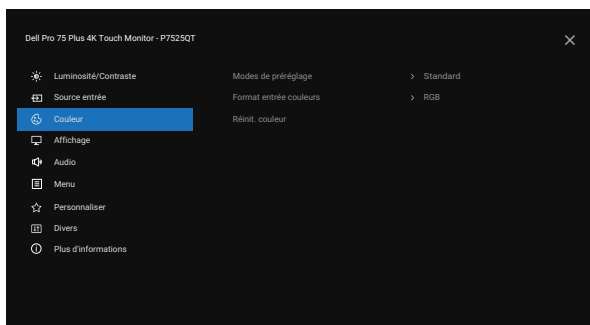 Dell Pro 75 Plus 4K Touch Monitor - P7525QT
Luminosité/Contraste Modes de préréglage Standard
Source entrée Format entrée couleurs RGB
Couleur Réinit. couleur
Affichage
Audio
Menu
Personnaliser
Divers
Plus d'informations